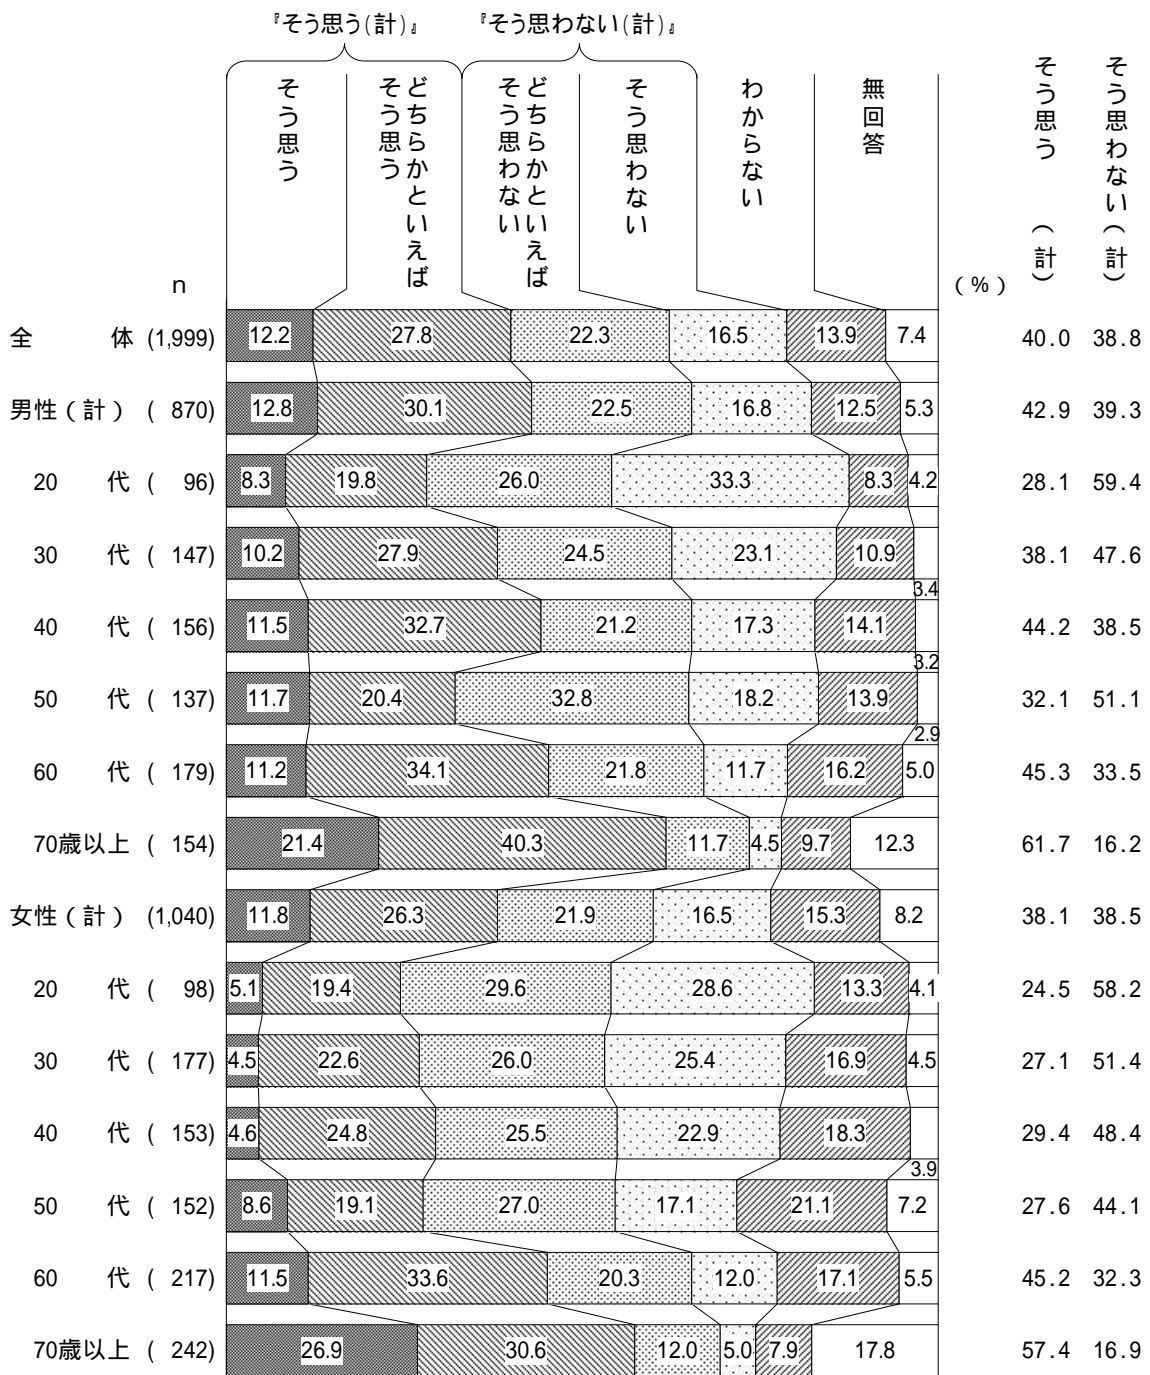 『そう思う(計)』 『そう思わない(計)』
そう思う
どちらかといえば
そう思う
どちらかといえば
そう思わない
そう思わない
わからない
無回答
そう思う(計)
そう思わない(計)
n (%)
全 体 (1,999) 12.2 27.8 22.3 16.5 13.9 7.4 40.0 38.8
男性(計) ( 870) 12.8 30.1 22.5 16.8 12.5 5.3 42.9 39.3
20 代 ( 96) 8.3 19.8 26.0 33.3 8.3 4.2 28.1 59.4
30 代 ( 147) 10.2 27.9 24.5 23.1 10.9 3.4 38.1 47.6
40 代 ( 156) 11.5 32.7 21.2 17.3 14.1 3.2 44.2 38.5
50 代 ( 137) 11.7 20.4 32.8 18.2 13.9 2.9 32.1 51.1
60 代 ( 179) 11.2 34.1 21.8 11.7 16.2 5.0 45.3 33.5
70歳以上 ( 154) 21.4 40.3 11.7 4.5 9.7 12.3 61.7 16.2
女性(計) (1,040) 11.8 26.3 21.9 16.5 15.3 8.2 38.1 38.5
20 代 ( 98) 5.1 19.4 29.6 28.6 13.3 4.1 24.5 58.2
30 代 ( 177) 4.5 22.6 26.0 25.4 16.9 4.5 27.1 51.4
40 代 ( 153) 4.6 24.8 25.5 22.9 18.3 3.9 29.4 48.4
50 代 ( 152) 8.6 19.1 27.0 17.1 21.1 7.2 27.6 44.1
60 代 ( 217) 11.5 33.6 20.3 12.0 17.1 5.5 45.2 32.3
70歳以上 ( 242) 26.9 30.6 12.0 5.0 7.9 17.8 57.4 16.9